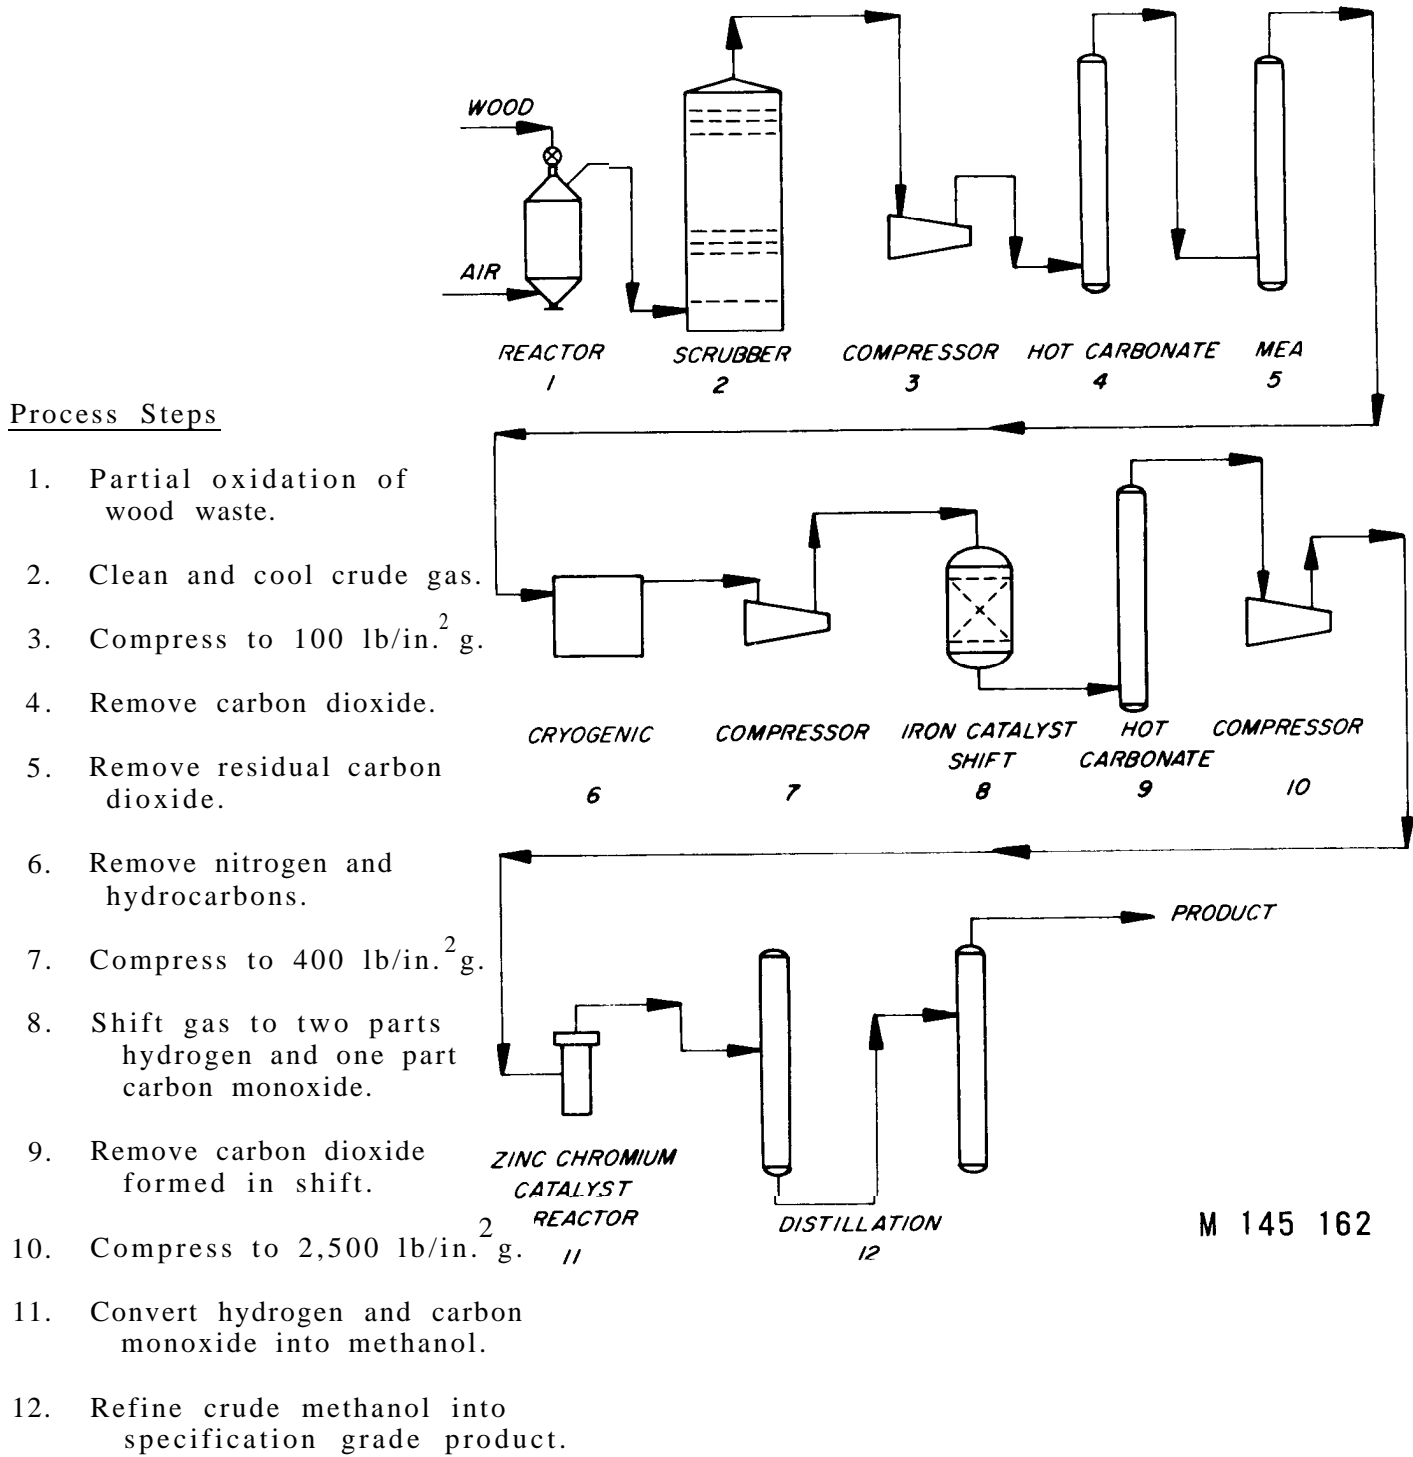 WOOD
AIR
REACTOR
1
SCRUBBER
2
COMPRESSOR
3
HOT CARBONATE
4
MEA
5
Process Steps
1. Partial oxidation of
wood waste.
2. Clean and cool crude gas.
3. Compress to 100 lb/in.2 g.
4. Remove carbon dioxide.
5. Remove residual carbon
dioxide.
6. Remove nitrogen and
hydrocarbons.
7. Compress to 400 lb/in.2 g.
8. Shift gas to two parts
hydrogen and one part
carbon monoxide.
9. Remove carbon dioxide
formed in shift.
10. Compress to 2,500 lb/in.2 g.
11. Convert hydrogen and carbon
monoxide into methanol.
12. Refine crude methanol into
specification grade product.
CRYOGENIC
6
COMPRESSOR
7
IRON CATALYST
SHIFT
8
HOT
CARBONATE
9
COMPRESSOR
10
PRODUCT
ZINC CHROMIUM
CATALYST
REACTOR
11
DISTILLATION
12
M 145 162